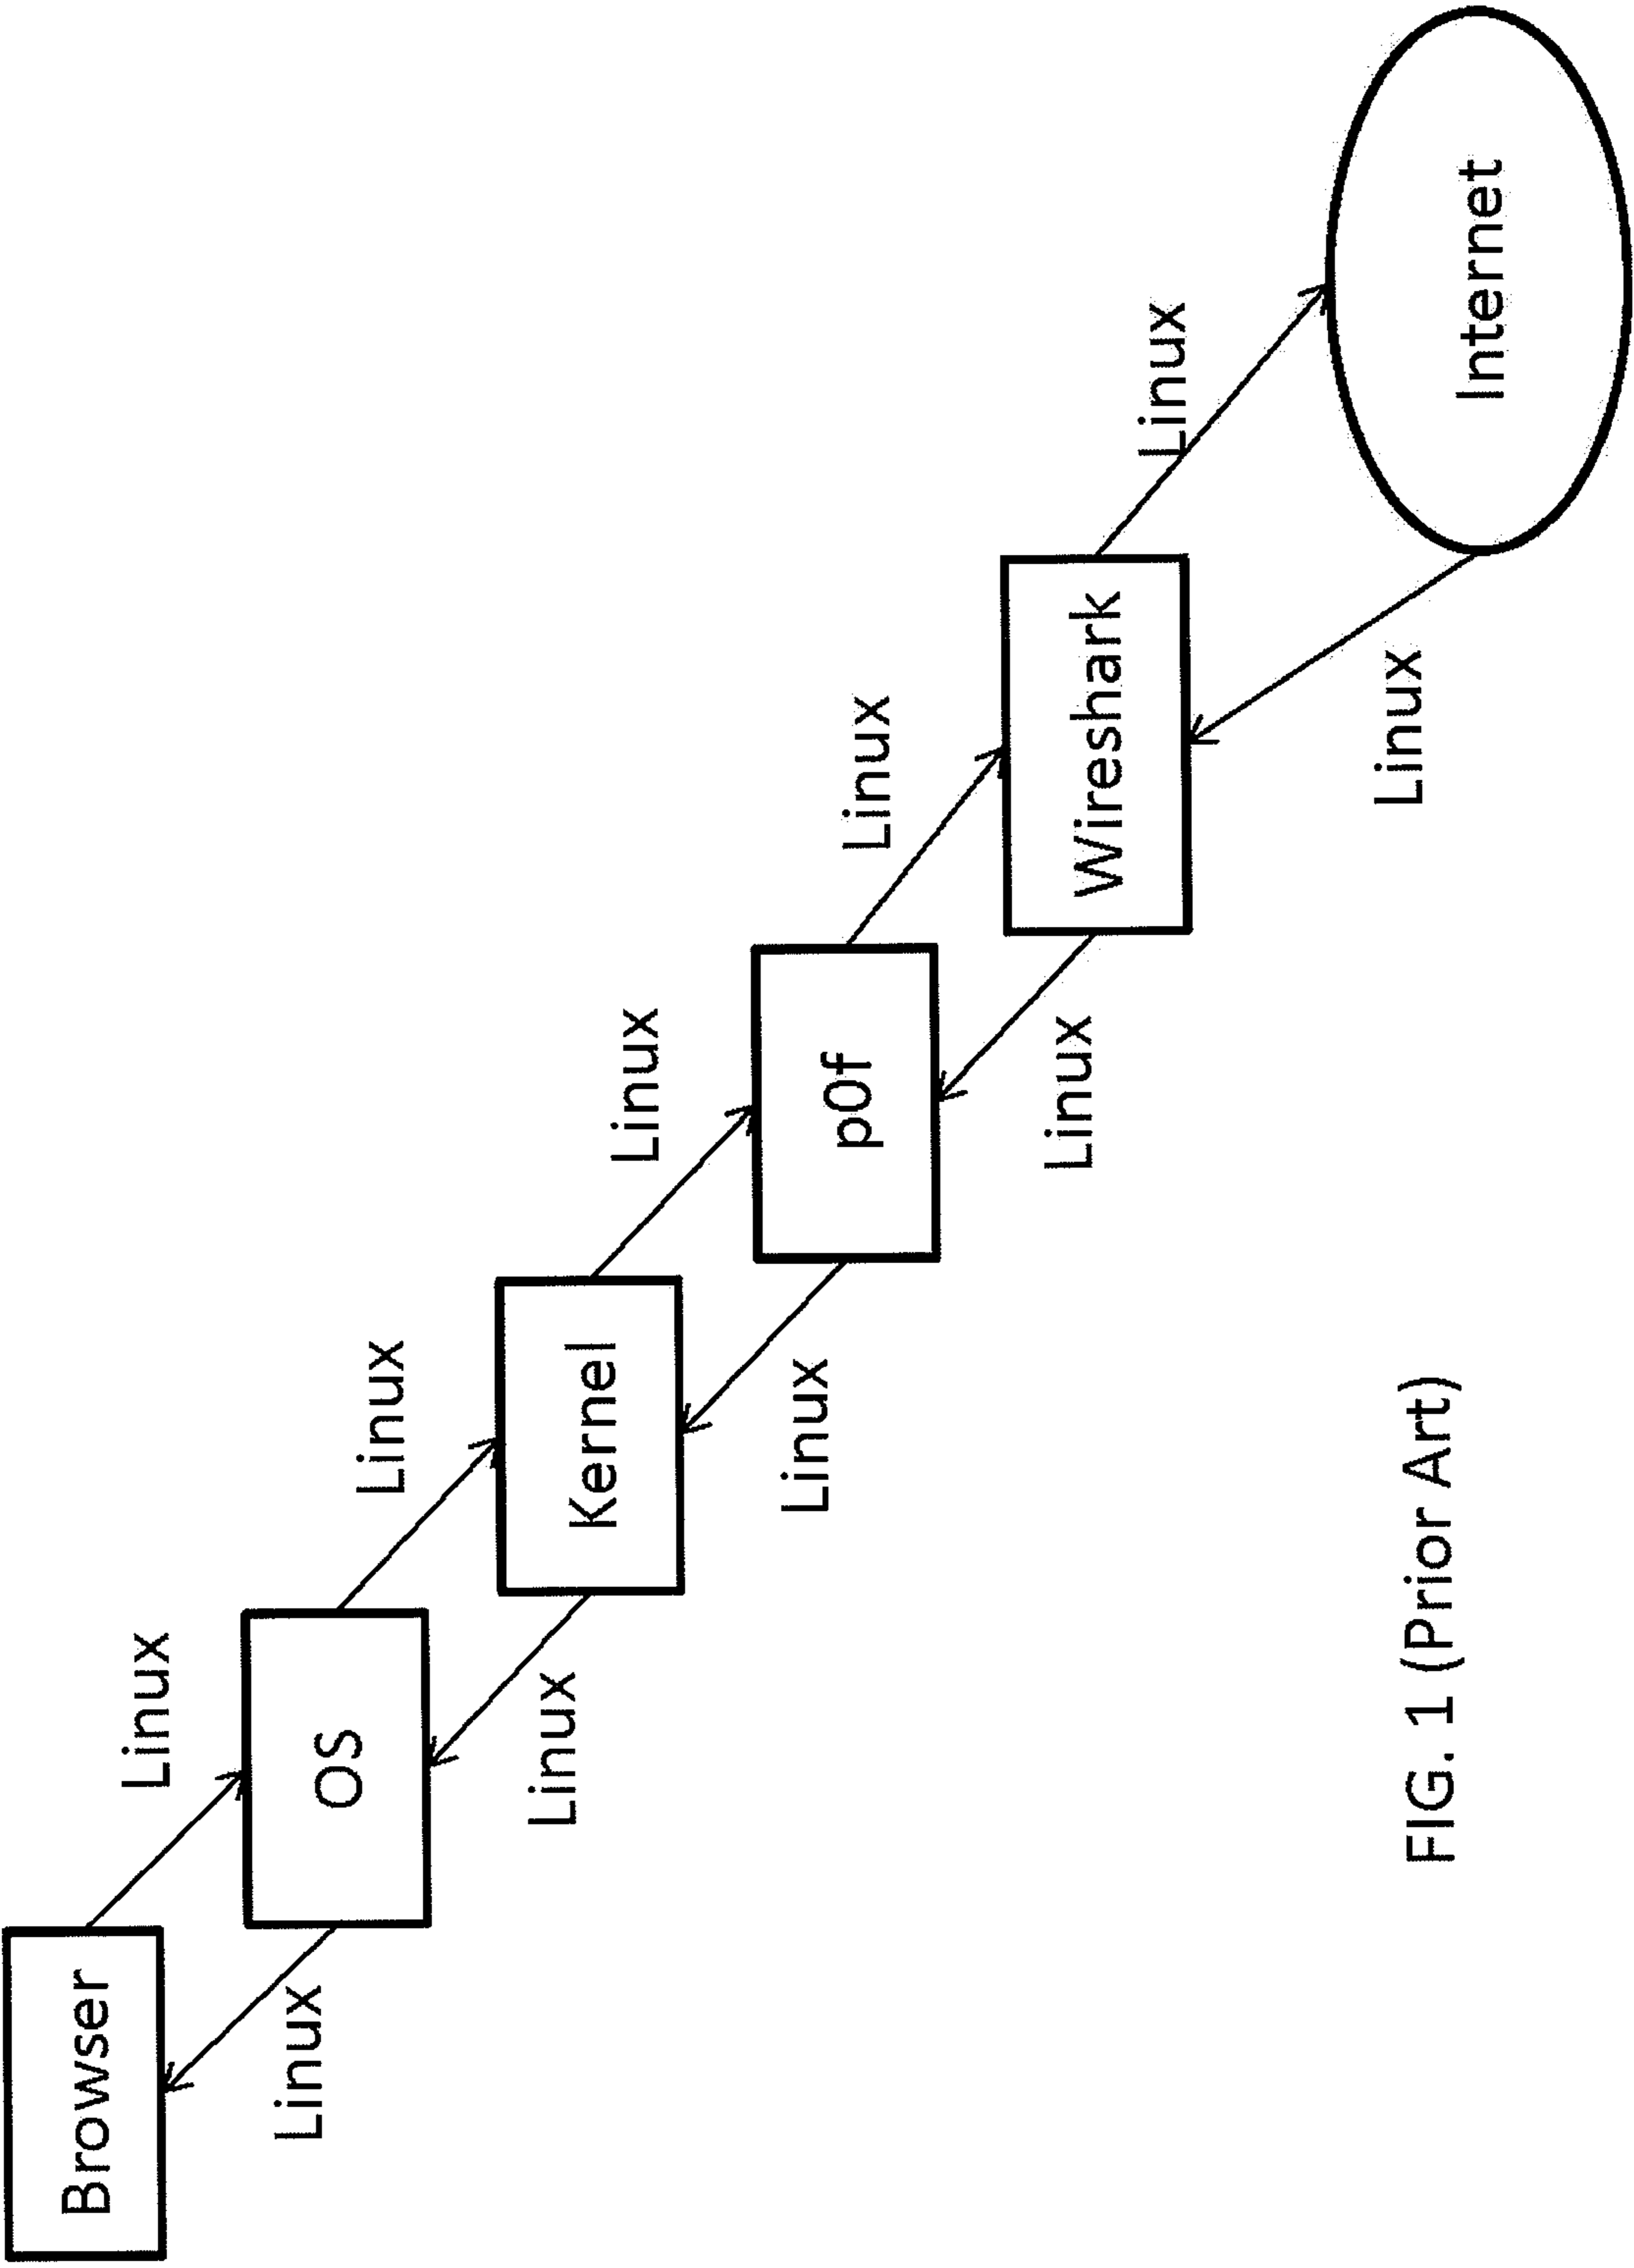 Browser
Linux
Linux
OS
Linux
Linux
Kernel
Linux
Linux
p0f
Linux
Linux
Wireshark
Linux
Linux
Internet
FIG. 1 (Prior Art)